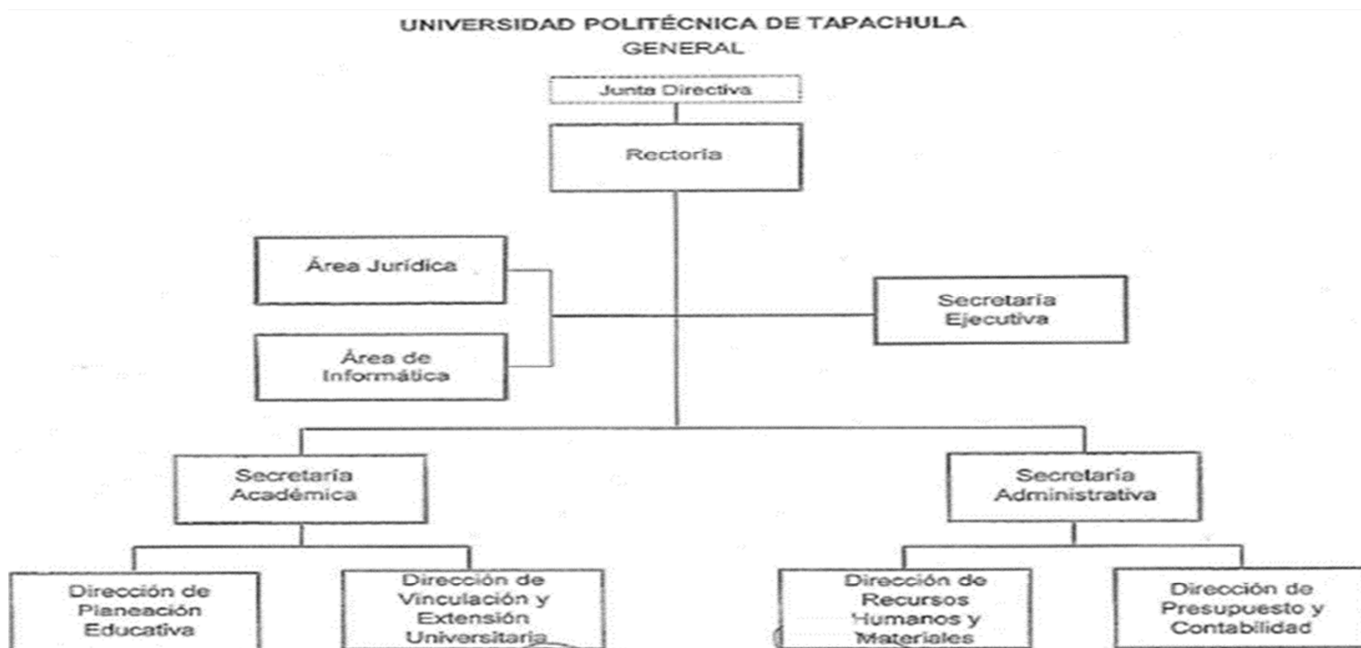 UNIVERSIDAD POLITÉCNICA DE TAPACHULA
GENERAL
Junta Directiva
Rectoría
Área Jurídica
Secretaría
Ejecutiva
Área de
Informática
Secretaría
Académica
Secretaría
Administrativa
Dirección de
Planeación
Educativa
Dirección de
Vinculación y
Extensión
Universitaria
Dirección de
Recursos
Humanos y
Materiales
Dirección de
Presupuesto y
Contabilidad